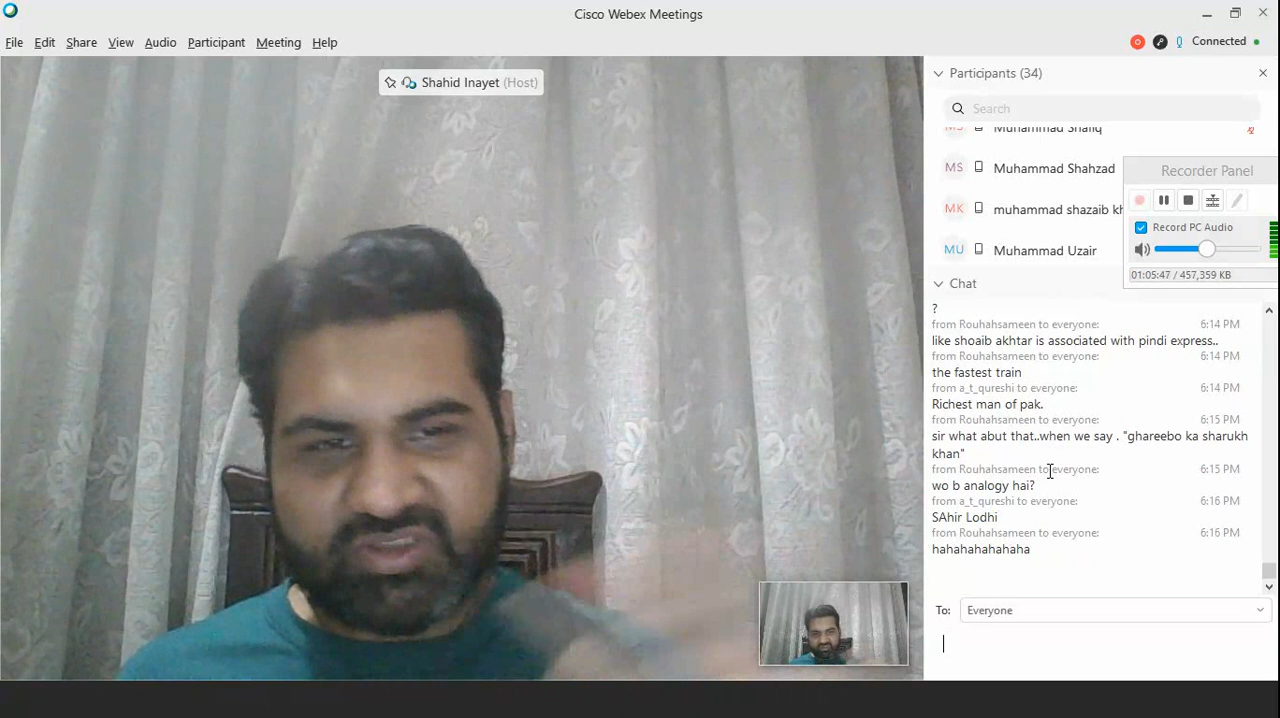 Cisco Webex Meetings
File Edit Share View Audio Participant Meeting Help
Connected
Shahid Inayet (Host)
Participants (34)
Search
MS Muhammad Shafiq
MS Muhammad Shahzad
MK muhammad shazaib kh
MU Muhammad Uzair
Recorder Panel
Record PC Audio
01:05:47 / 457,359 KB
Chat
?
from Rouhahsameen to everyone: 6:14 PM
like shoaib akhtar is associated with pindi express..
from Rouhahsameen to everyone: 6:14 PM
the fastest train
from a_t_qureshi to everyone: 6:14 PM
Richest man of pak.
from Rouhahsameen to everyone: 6:15 PM
sir what abut that..when we say . "ghareebo ka sharukh
khan"
from Rouhahsameen to everyone: 6:15 PM
wo b analogy hai?
from a_t_qureshi to everyone: 6:16 PM
SAhir Lodhi
from Rouhahsameen to everyone: 6:16 PM
hahahahahahaha
To: Everyone